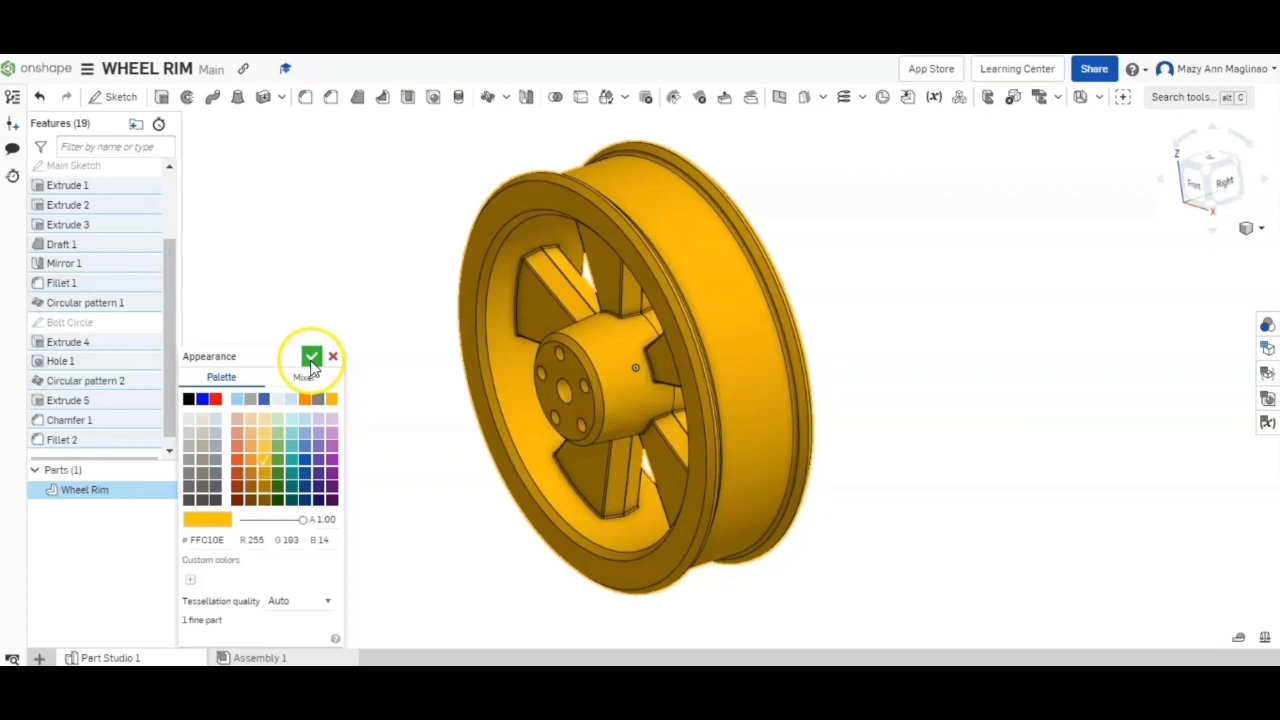 onshape WHEEL RIM Main App Store Learning Center Share Mazy Ann Maglinao
Sketch (x) Search tools... alt C
Features (19)
Filter by name or type
Main Sketch
Extrude 1
Extrude 2
Extrude 3
Draft 1
Mirror 1
Fillet 1
Circular pattern 1
Bolt Circle
Extrude 4
Hole 1
Circular pattern 2
Extrude 5
Chamfer 1
Fillet 2
Parts (1)
Wheel Rim
Appearance
Palette Mixer
A 1.00
# FFC10E R 255 G 193 B 14
Custom colors
Tessellation quality Auto
1 fine part
Z
Front Right
X
(x)
Part Studio 1 Assembly 1